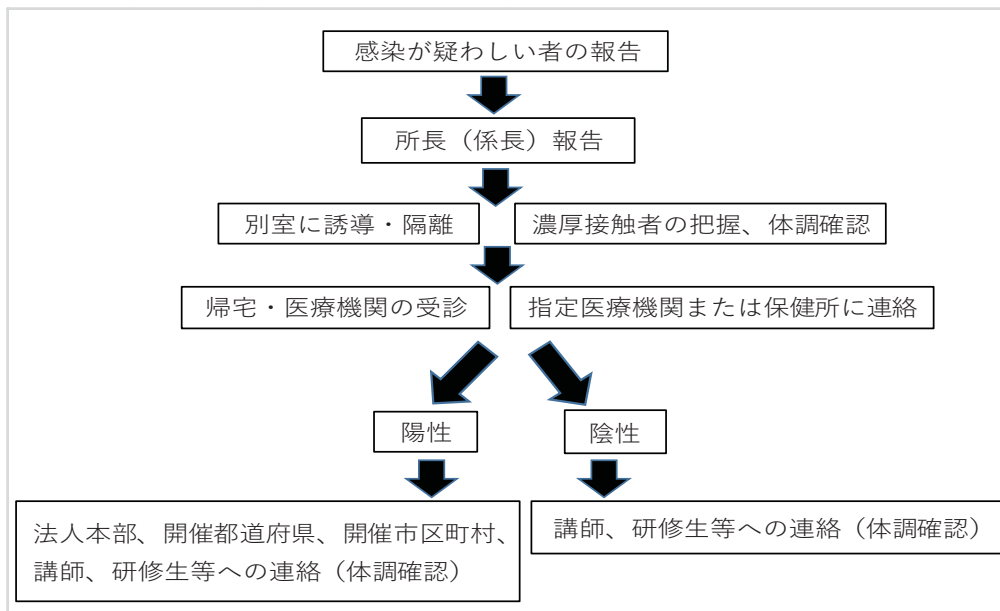 感染が疑わしい者の報告
所長（係長）報告
別室に誘導・隔離
濃厚接触者の把握、体調確認
帰宅・医療機関の受診
指定医療機関または保健所に連絡
陽性
陰性
法人本部、開催都道府県、開催市区町村、
講師、研修生等への連絡（体調確認）
講師、研修生等への連絡（体調確認）